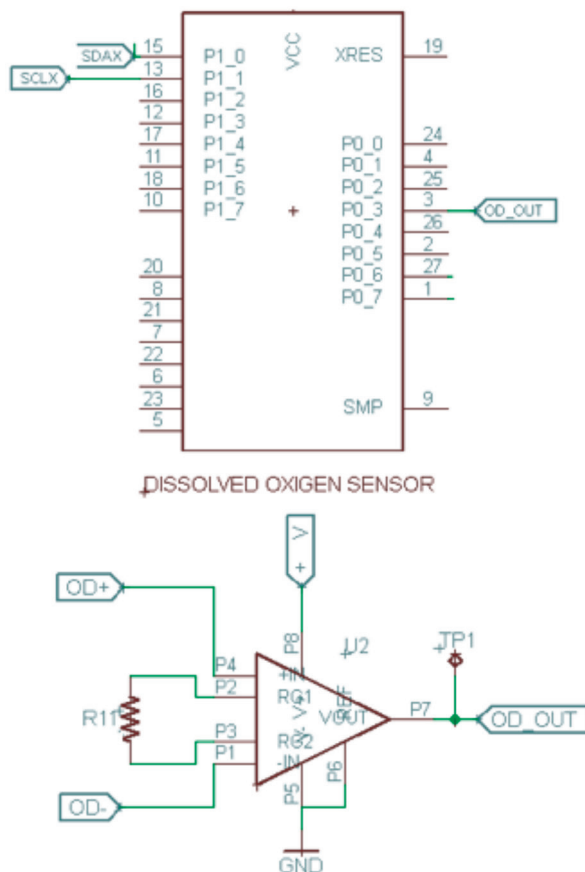 SDAX 15 P1_0 VCC XRES 19
SCLX 13 P1_1
16 P1_2
12 P1_3
17 P1_4 P0_0 24
11 P1_5 P0_1 4
18 P1_6 P0_2 25
10 P1_7 P0_3 3 OD_OUT
P0_4 26
P0_5 2
20 P0_6 27
8 P0_7 1
21
7
22
6
23 SMP 9
5
DISSOLVED OXIGEN SENSOR
+ V
OD+
P8 U2 TP1
P4 +IN
P2 RG1 V+ REF
R11 VOUT P7 OD_OUT
P3 RG2 V-
P1 -IN
OD- P5 P6
GND